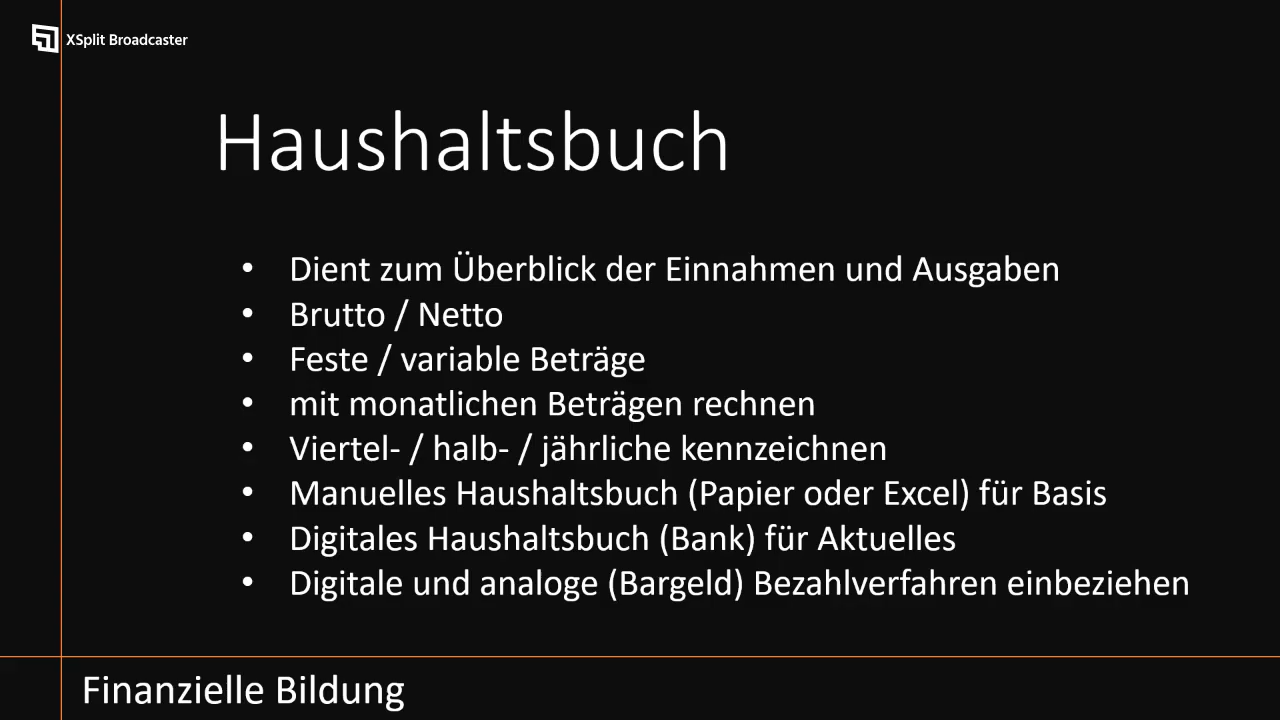 XSplit Broadcaster
Haushaltsbuch
• Dient zum Überblick der Einnahmen und Ausgaben
• Brutto / Netto
• Feste / variable Beträge
• mit monatlichen Beträgen rechnen
• Viertel- / halb- / jährliche kennzeichnen
• Manuelles Haushaltsbuch (Papier oder Excel) für Basis
• Digitales Haushaltsbuch (Bank) für Aktuelles
• Digitale und analoge (Bargeld) Bezahlverfahren einbeziehen
Finanzielle Bildung